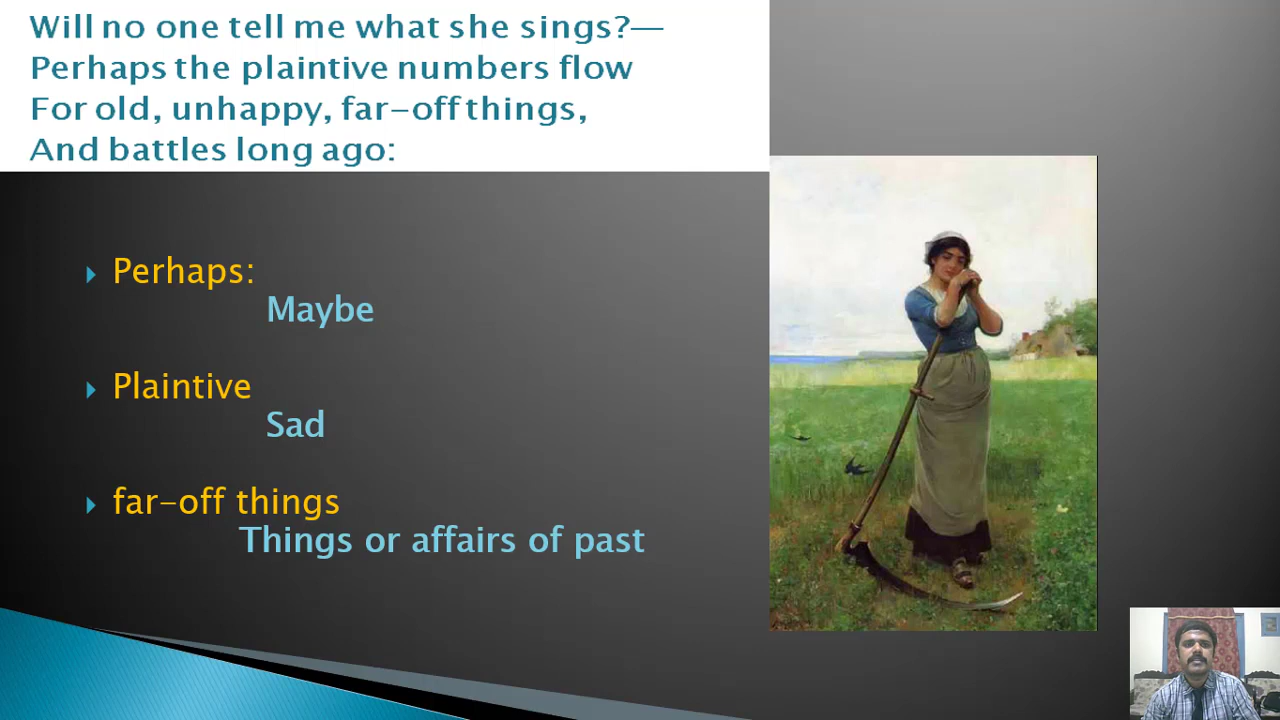 Will no one tell me what she sings?—
Perhaps the plaintive numbers flow
For old, unhappy, far-off things,
And battles long ago:
Perhaps:
Maybe
Plaintive
Sad
far-off things
Things or affairs of past